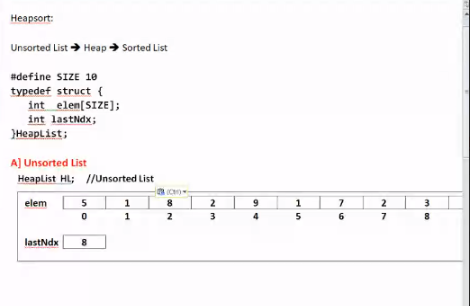 Heapsort:
Unsorted List ➔ Heap ➔ Sorted List
#define SIZE 10
typedef struct {
int elem[SIZE];
int lastNdx;
}HeapList;
A] Unsorted List
HeapList HL; //Unsorted List
(Ctrl)
elem 5 1 8 2 9 1 7 2 3
0 1 2 3 4 5 6 7 8
lastNdx 8